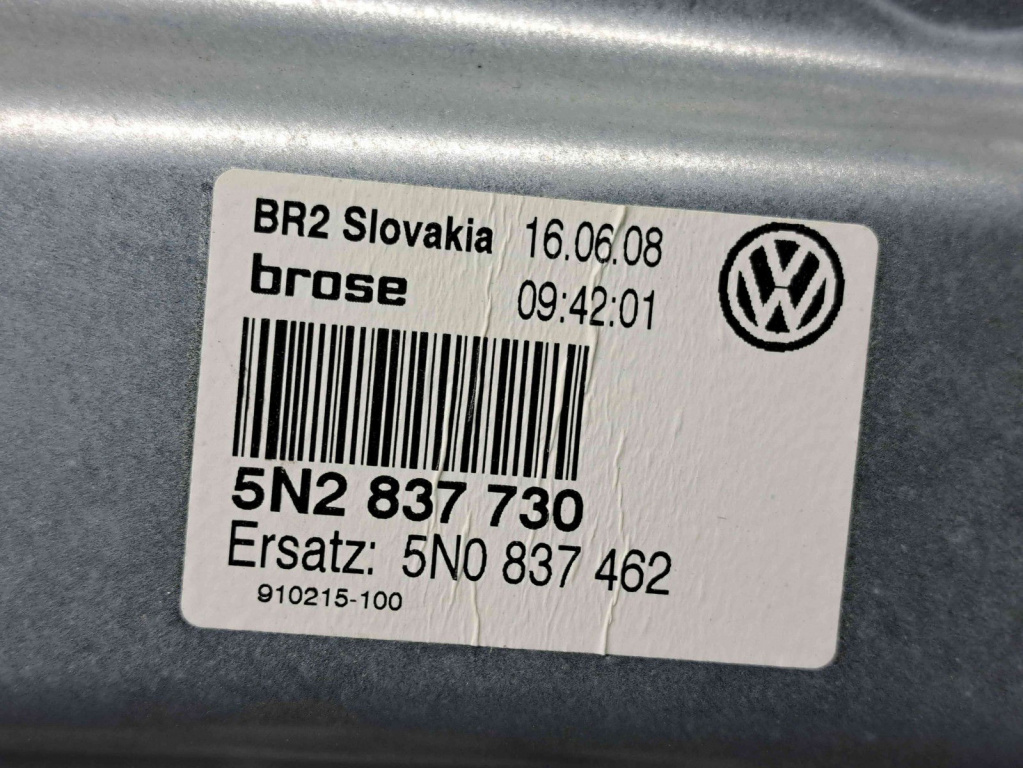 BR2 Slovakia 16.06.08
brose 09:42:01
5N2 837 730
Ersatz: 5N0 837 462
910215-100